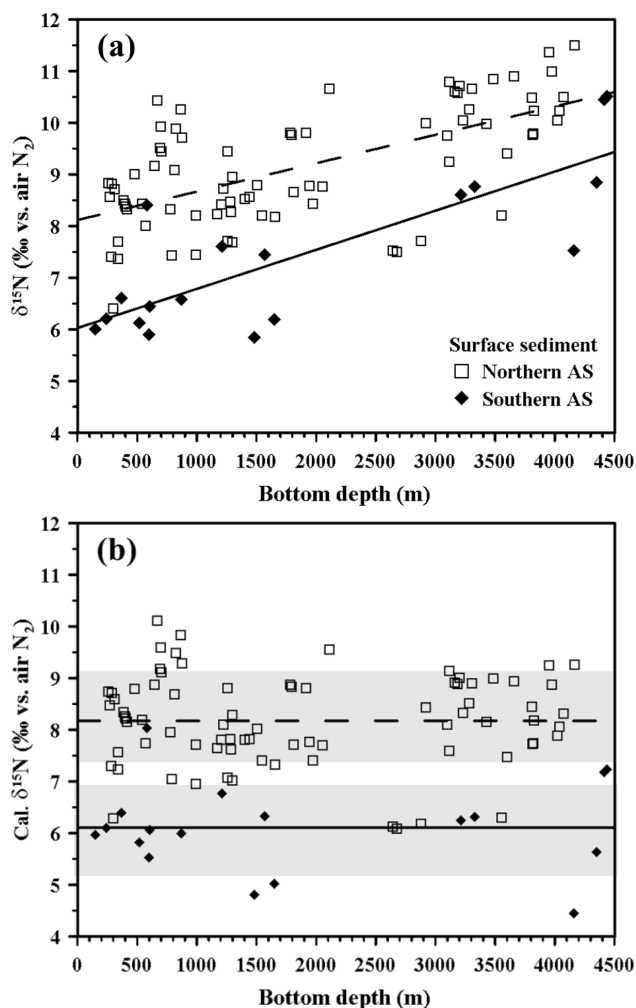 (a)
12
11
10
9
8
7
6
5
4
δ¹⁵N (‰ vs. air N₂)
Surface sediment
Northern AS
Southern AS
0 500 1000 1500 2000 2500 3000 3500 4000 4500
Bottom depth (m)
(b)
12
11
10
9
8
7
6
5
4
Cal. δ¹⁵N (‰ vs. air N₂)
0 500 1000 1500 2000 2500 3000 3500 4000 4500
Bottom depth (m)